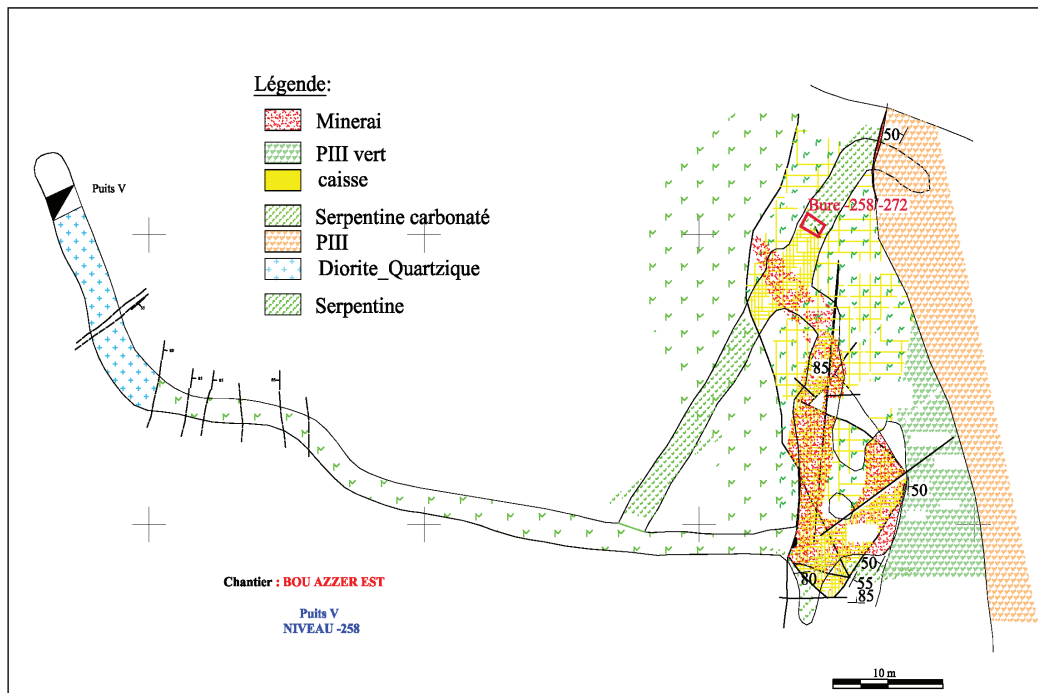 Légende:
Minerai
PIII vert
caisse
Serpentine carbonaté
PIII
Diorite_Quartzique
Serpentine
Puits V
50
Bure -258/-272
85
50
50
80
55
85
Chantier : BOU AZZER EST
Puits V
NIVEAU -258
10 m